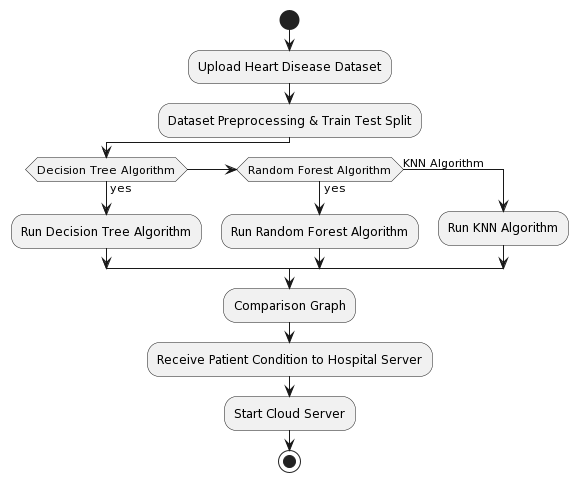 Upload Heart Disease Dataset
Dataset Preprocessing & Train Test Split
Decision Tree Algorithm
Random Forest Algorithm
KNN Algorithm
yes
yes
Run Decision Tree Algorithm
Run Random Forest Algorithm
Run KNN Algorithm
Comparison Graph
Receive Patient Condition to Hospital Server
Start Cloud Server